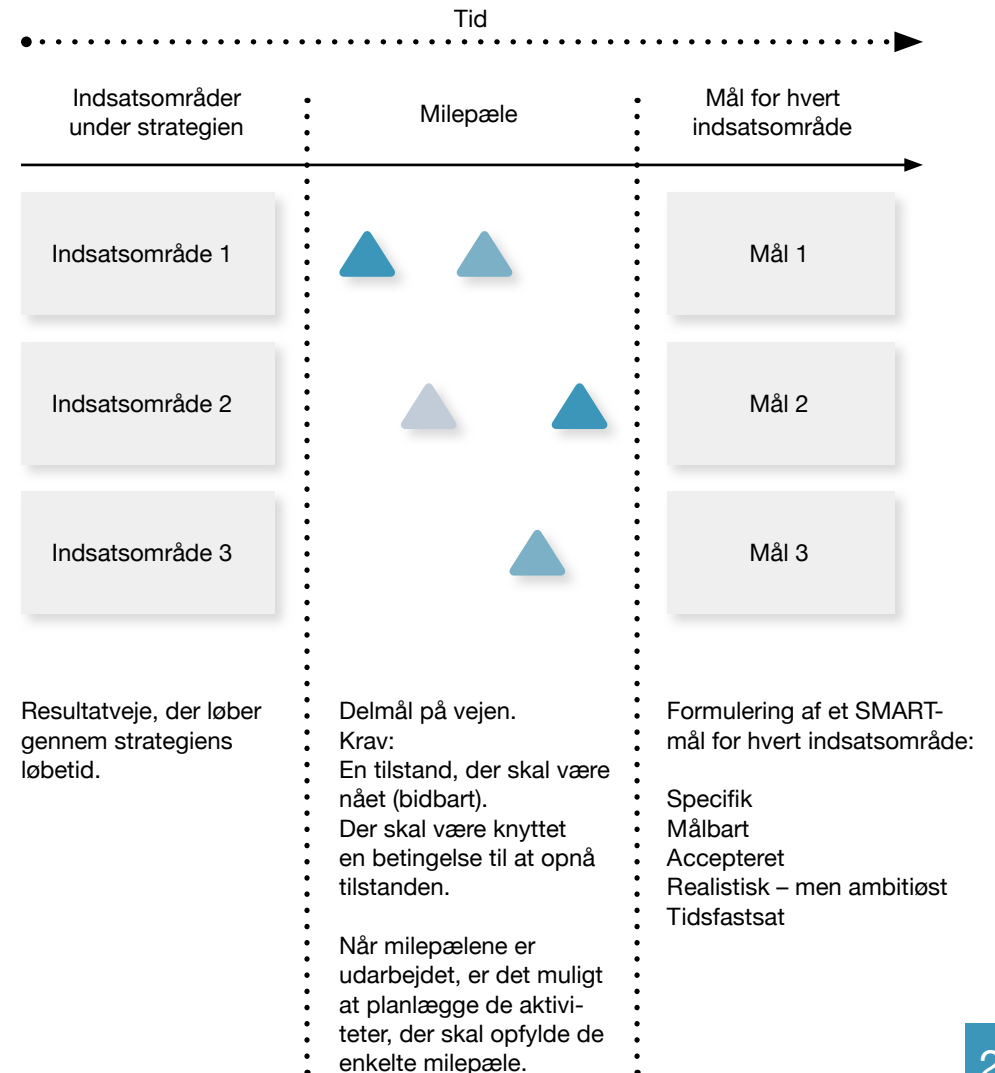 Tid
Indsatsområder
under strategien
Milepæle
Mål for hvert
indsatsområde
Indsatsområde 1
Mål 1
Indsatsområde 2
Mål 2
Indsatsområde 3
Mål 3
Resultatveje, der løber
gennem strategiens
løbetid.
Delmål på vejen.
Krav:
En tilstand, der skal være
nået (bidbart).
Der skal være knyttet
en betingelse til at opnå
tilstanden.
Når milepælene er
udarbejdet, er det muligt
at planlægge de aktivi-
teter, der skal opfylde de
enkelte milepæle.
Formulering af et SMART-
mål for hvert indsatsområde:
Specifik
Målbart
Accepteret
Realistisk – men ambitiøst
Tidsfastsat